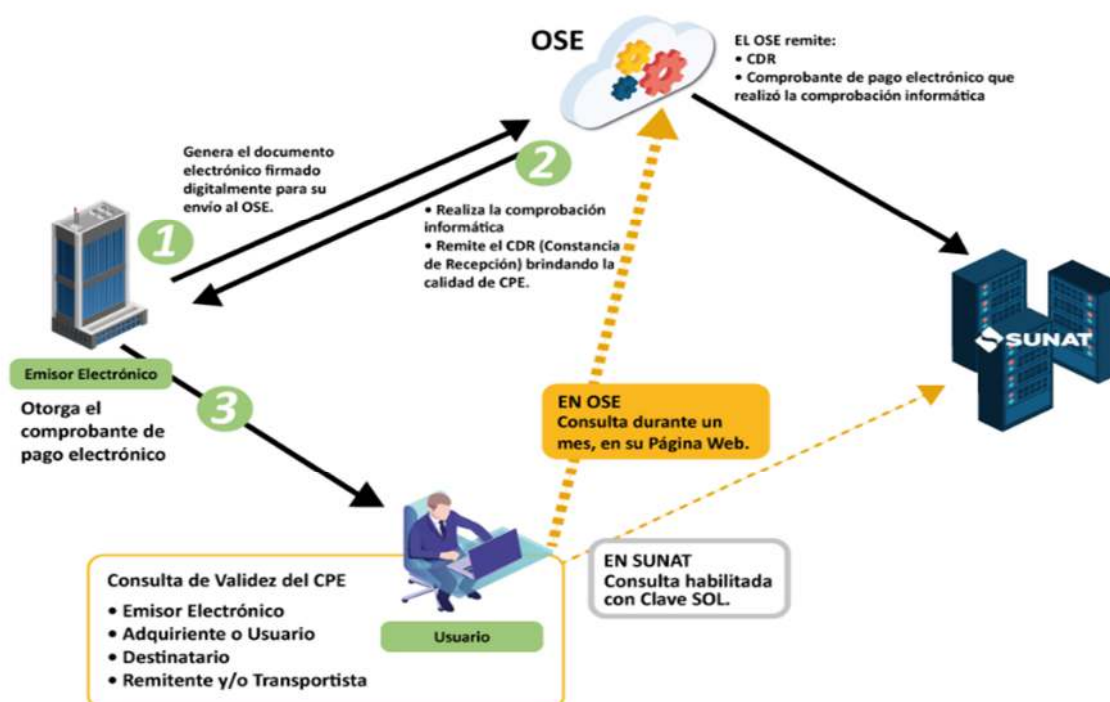 OSE
EL OSE remite:
• CDR
• Comprobante de pago electrónico que
realizó la comprobación informática
Genera el documento
electrónico firmado
digitalmente para su
envío al OSE.
1
2
• Realiza la comprobación
informática
• Remite el CDR (Constancia
de Recepción) brindando la
calidad de CPE.
SUNAT
Emisor Electrónico
3
Otorga el
comprobante de
pago electrónico
EN OSE
Consulta durante un
mes, en su Página Web.
EN SUNAT
Consulta habilitada
con Clave SOL.
Consulta de Validez del CPE
• Emisor Electrónico
• Adquiriente o Usuario
• Destinatario
• Remitente y/o Transportista
Usuario